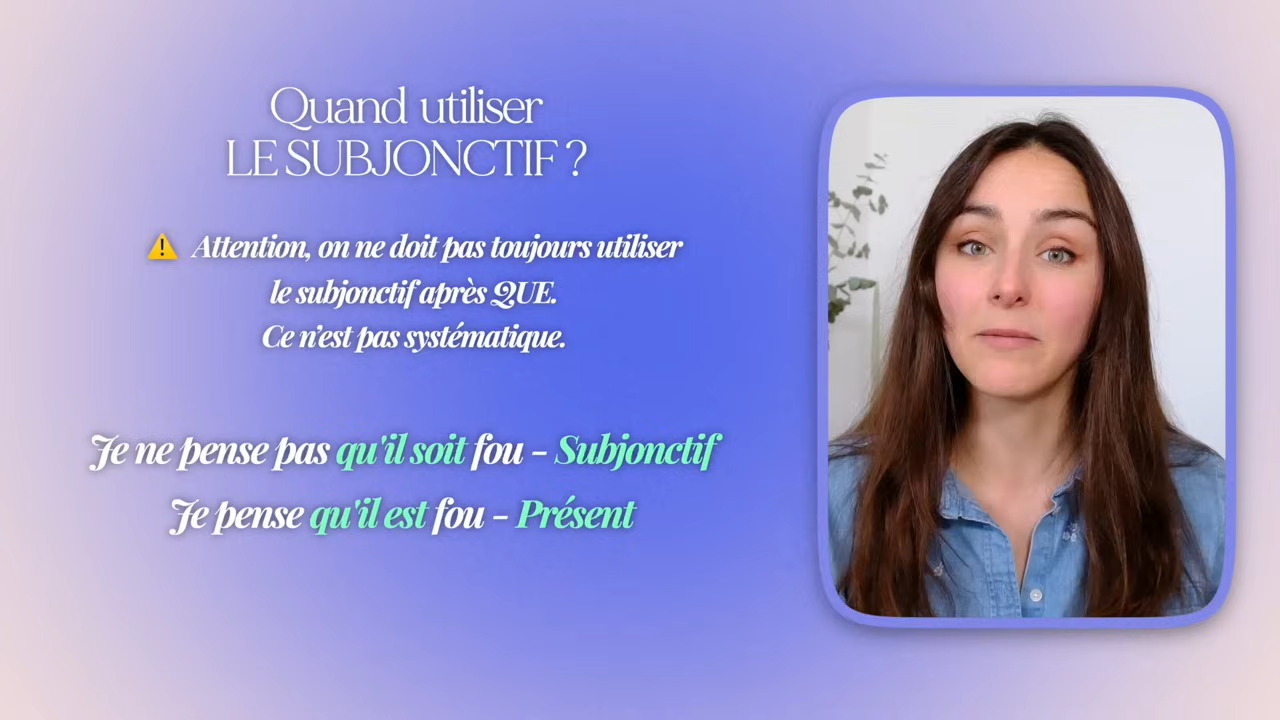 Quand utiliser
LE SUBJONCTIF ?
⚠️ Attention, on ne doit pas toujours utiliser
le subjonctif après QUE.
Ce n'est pas systématique.
Je ne pense pas qu'il soit fou – Subjonctif
Je pense qu'il est fou – Présent